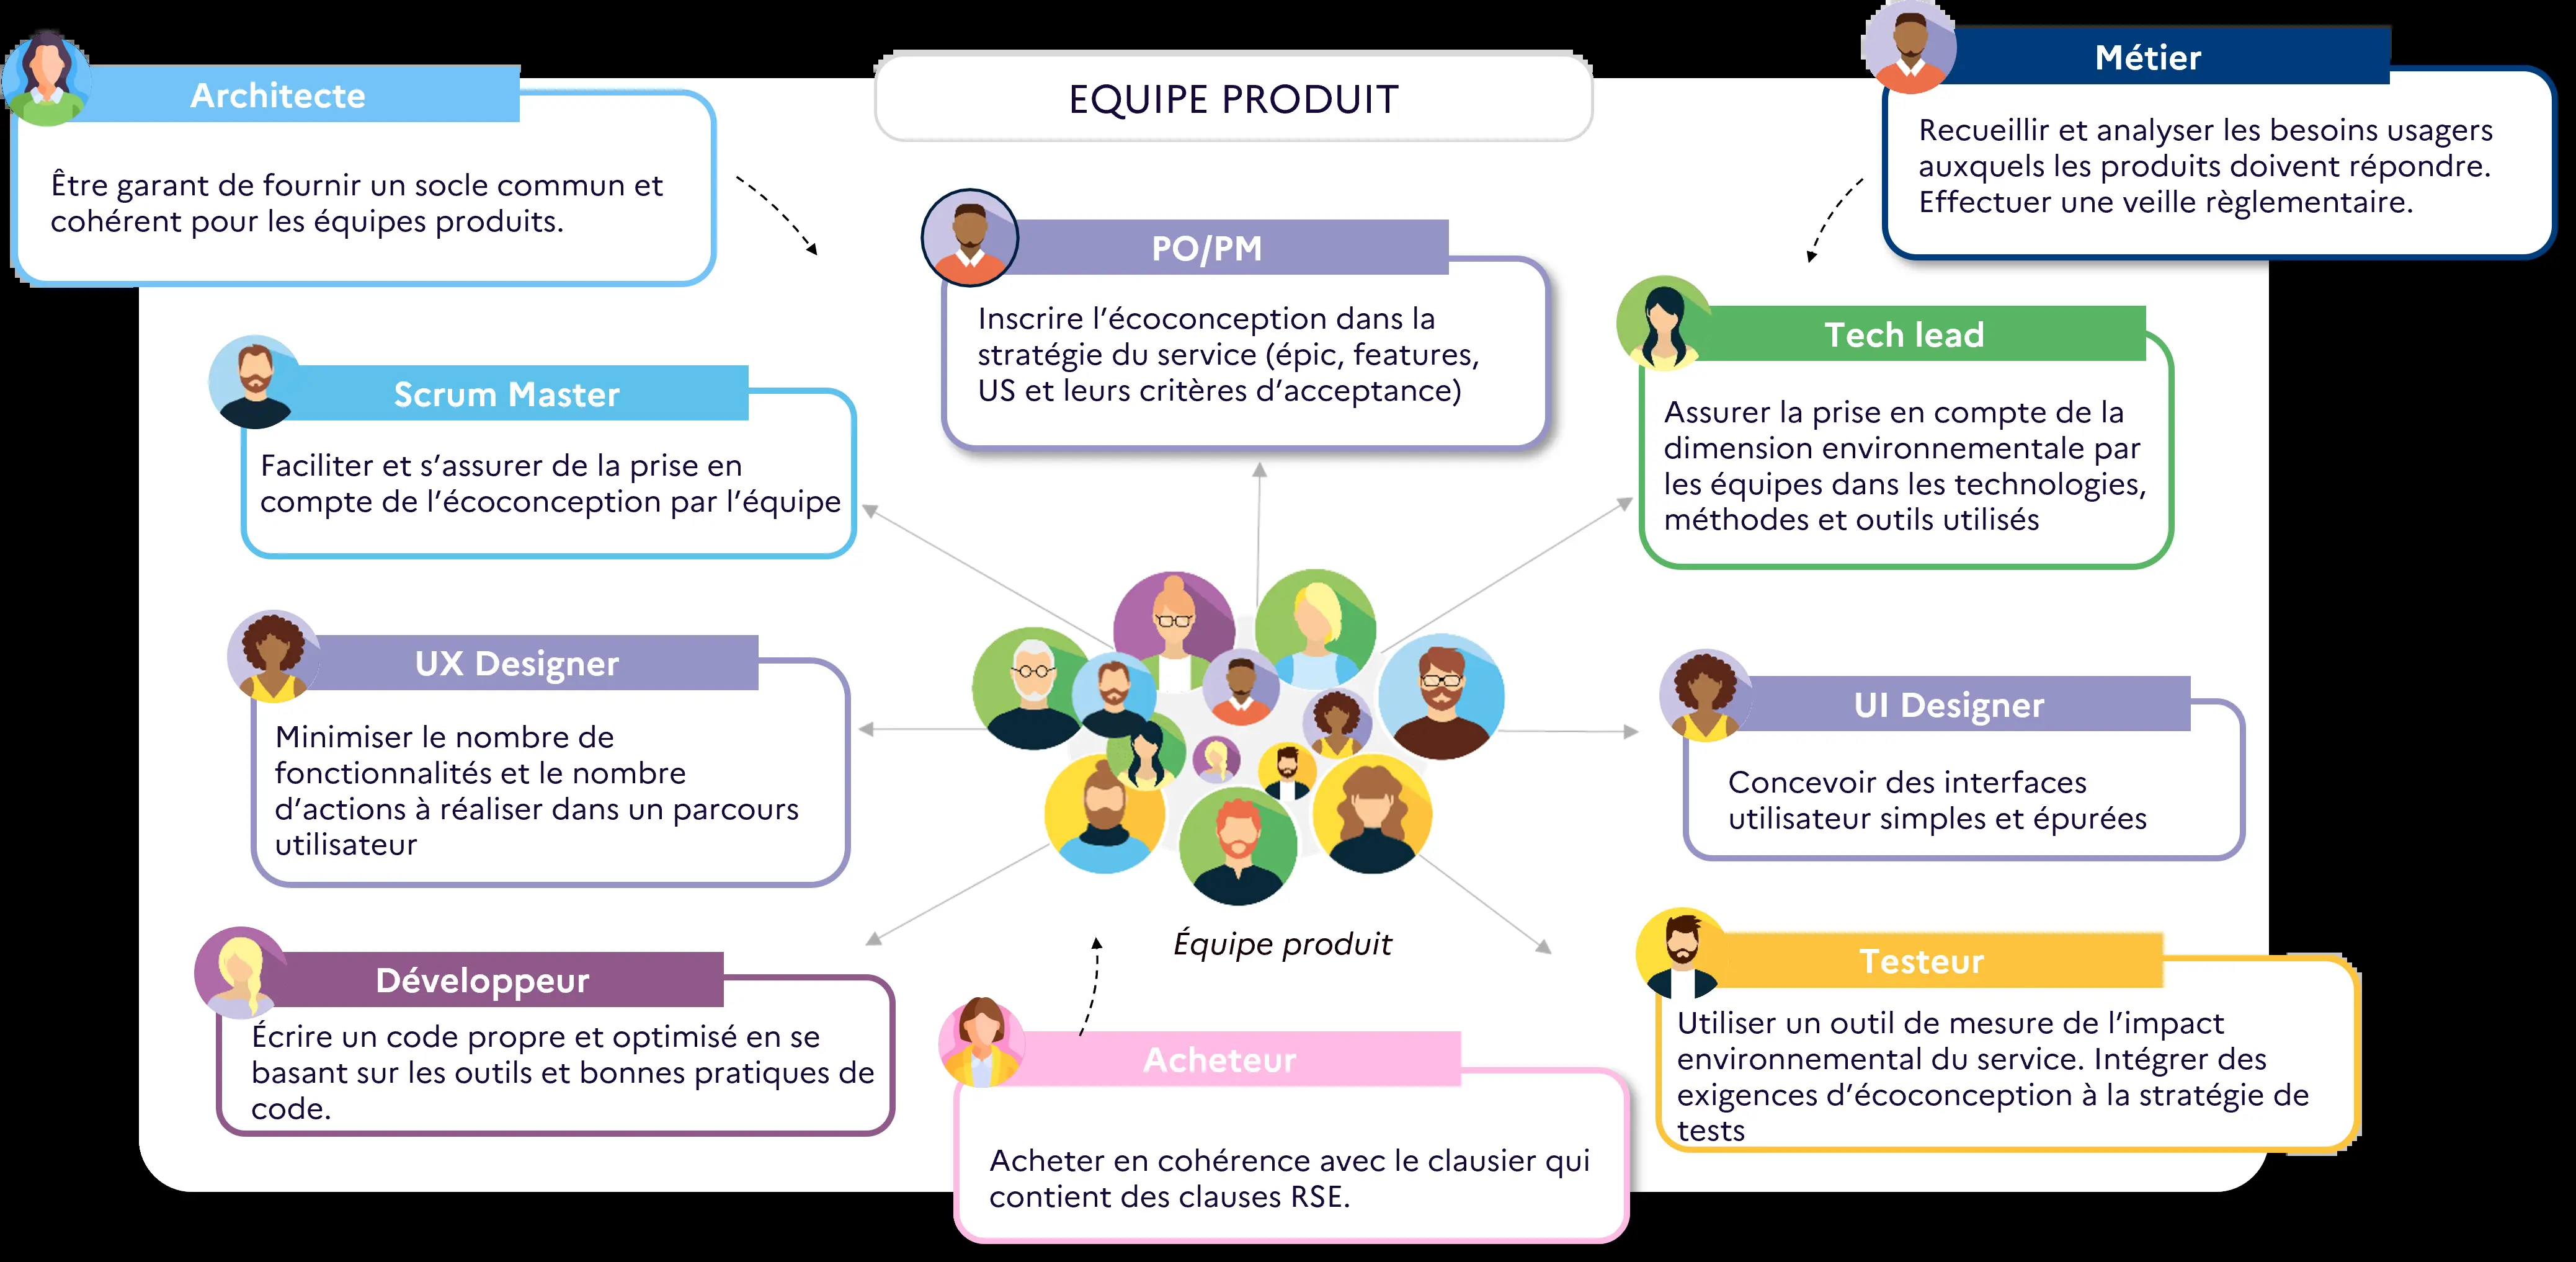 EQUIPE PRODUIT
Architecte
Être garant de fournir un socle commun et
cohérent pour les équipes produits.
Métier
Recueillir et analyser les besoins usagers
auxquels les produits doivent répondre.
Effectuer une veille règlementaire.
PO/PM
Inscrire l’écoconception dans la
stratégie du service (épic, features,
US et leurs critères d’acceptance)
Scrum Master
Faciliter et s’assurer de la prise en
compte de l’écoconception par l’équipe
Tech lead
Assurer la prise en compte de la
dimension environnementale par
les équipes dans les technologies,
méthodes et outils utilisés
UX Designer
Minimiser le nombre de
fonctionnalités et le nombre
d’actions à réaliser dans un parcours
utilisateur
UI Designer
Concevoir des interfaces
utilisateur simples et épurées
Équipe produit
Développeur
Écrire un code propre et optimisé en se
basant sur les outils et bonnes pratiques de
code.
Acheteur
Acheter en cohérence avec le clausier qui
contient des clauses RSE.
Testeur
Utiliser un outil de mesure de l’impact
environnemental du service. Intégrer des
exigences d’écoconception à la stratégie de
tests